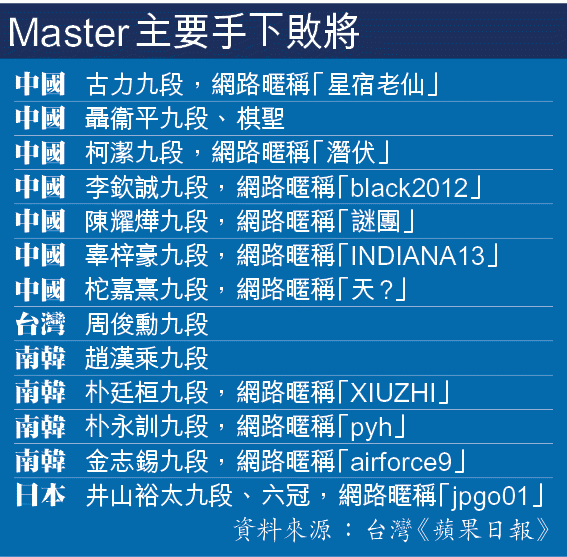 Master主要手下敗將
中國 古力九段，網路暱稱「星宿老仙」
中國 聶衞平九段、棋聖
中國 柯潔九段，網路暱稱「潛伏」
中國 李欽誠九段，網路暱稱「black2012」
中國 陳耀燁九段，網路暱稱「謎團」
中國 辜梓豪九段，網路暱稱「INDIANA13」
中國 柁嘉熹九段，網路暱稱「天?」
台灣 周俊勳九段
南韓 趙漢乘九段
南韓 朴廷桓九段，網路暱稱「XIUZHI」
南韓 朴永訓九段，網路暱稱「pyh」
南韓 金志錫九段，網路暱稱「airforce9」
日本 井山裕太九段、六冠，網路暱稱「jpgo01」
資料來源：台灣《蘋果日報》